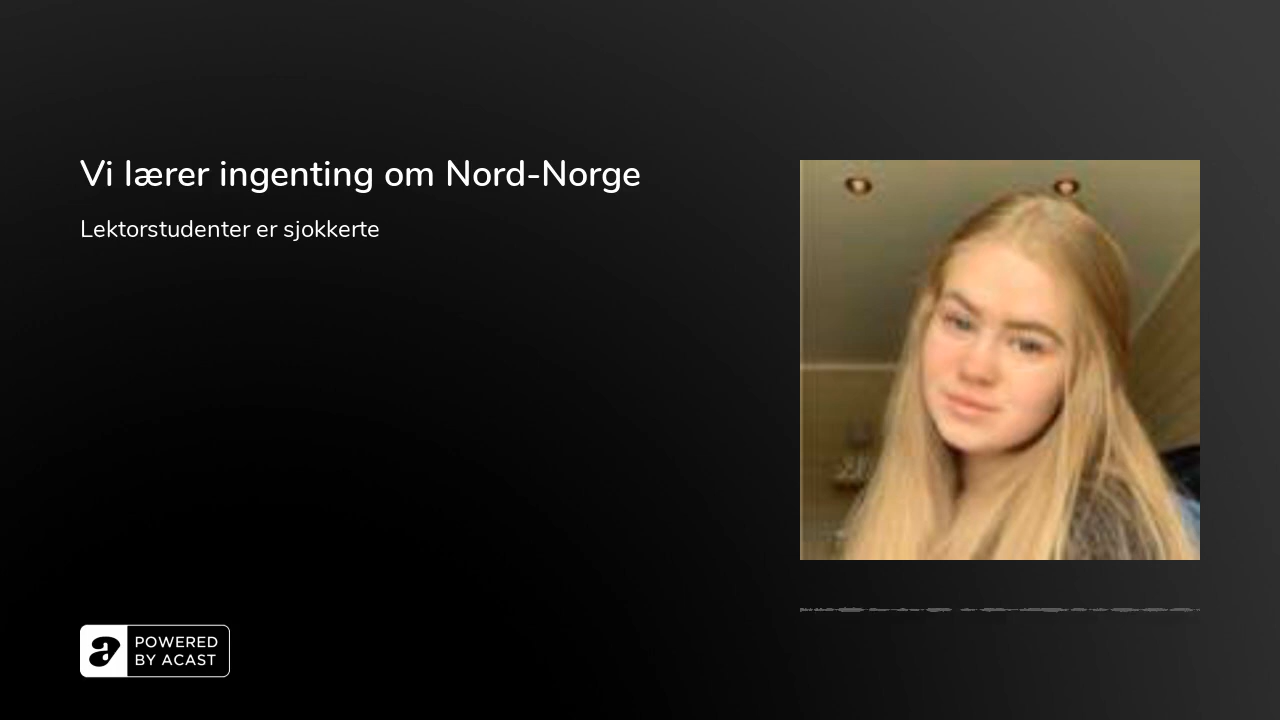 Vi lærer ingenting om Nord-Norge
Lektorstudenter er sjokkerte
a
POWERED
BY ACAST